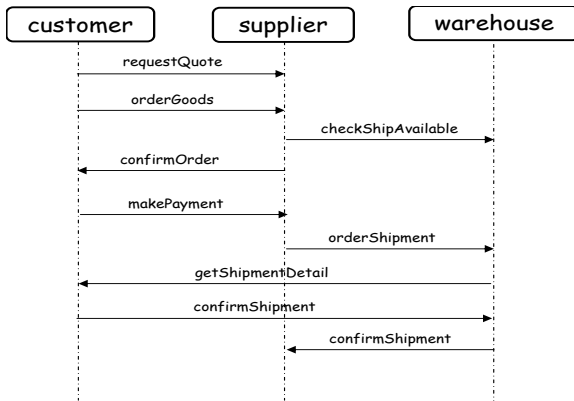 customer supplier warehouse
requestQuote
orderGoods
checkShipAvailable
confirmOrder
makePayment
orderShipment
getShipmentDetail
confirmShipment
confirmShipment